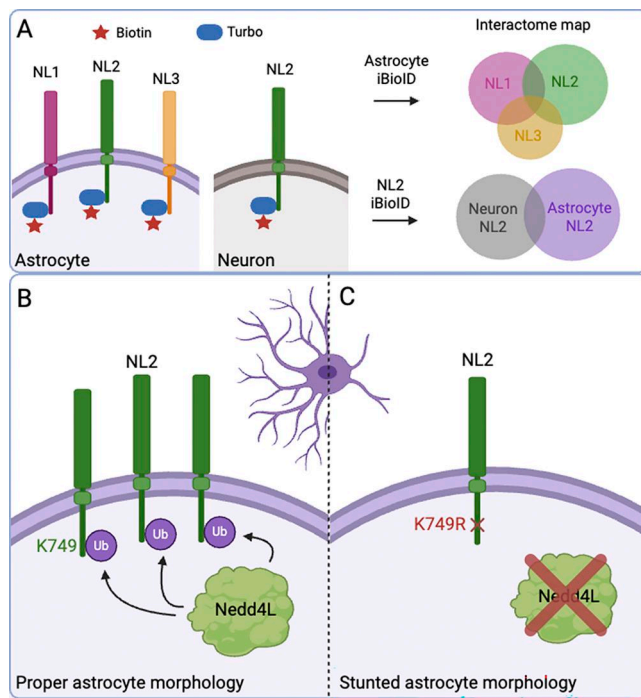 A
Biotin
Turbo
NL1
NL2
NL3
NL2
Astrocyte
Neuron
Astrocyte
iBioID
NL2
iBioID
Interactome map
NL1
NL2
NL3
Neuron
NL2
Astrocyte
NL2
B
NL2
K749
Ub
Ub
Ub
Nedd4L
Proper astrocyte morphology
C
NL2
K749R
Nedd4L
Stunted astrocyte morphology